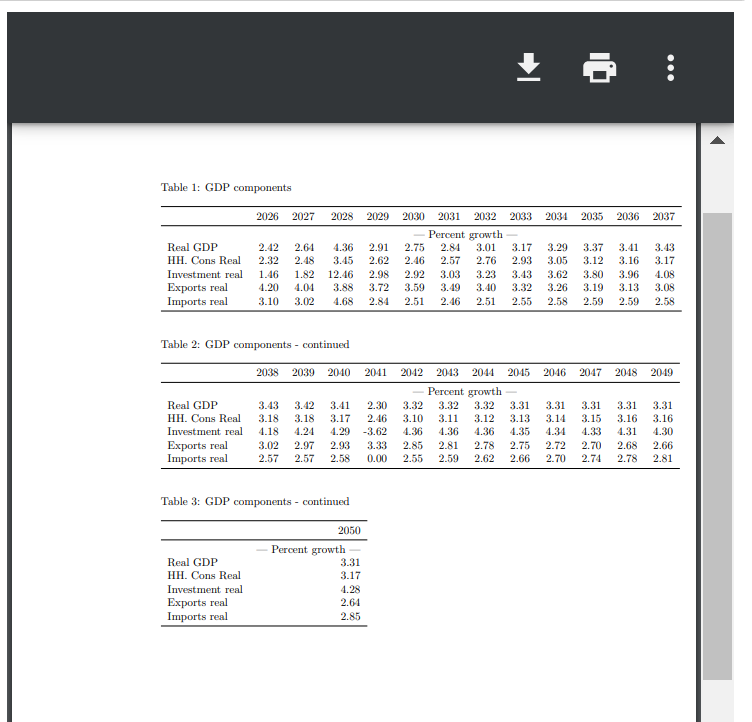 Table 1: GDP components
2026 2027 2028 2029 2030 2031 2032 2033 2034 2035 2036 2037
— Percent growth —
Real GDP 2.42 2.64 4.36 2.91 2.75 2.84 3.01 3.17 3.29 3.37 3.41 3.43
HH. Cons Real 2.32 2.48 3.45 2.62 2.46 2.57 2.76 2.93 3.05 3.12 3.16 3.17
Investment real 1.46 1.82 12.46 2.98 2.92 3.03 3.23 3.43 3.62 3.80 3.96 4.08
Exports real 4.20 4.04 3.88 3.72 3.59 3.49 3.40 3.32 3.26 3.19 3.13 3.08
Imports real 3.10 3.02 4.68 2.84 2.51 2.46 2.51 2.55 2.58 2.59 2.59 2.58
Table 2: GDP components - continued
2038 2039 2040 2041 2042 2043 2044 2045 2046 2047 2048 2049
— Percent growth —
Real GDP 3.43 3.42 3.41 2.30 3.32 3.32 3.32 3.31 3.31 3.31 3.31 3.31
HH. Cons Real 3.18 3.18 3.17 2.46 3.10 3.11 3.12 3.13 3.14 3.15 3.16 3.16
Investment real 4.18 4.24 4.29 -3.62 4.36 4.36 4.36 4.35 4.34 4.33 4.31 4.30
Exports real 3.02 2.97 2.93 3.33 2.85 2.81 2.78 2.75 2.72 2.70 2.68 2.66
Imports real 2.57 2.57 2.58 0.00 2.55 2.59 2.62 2.66 2.70 2.74 2.78 2.81
Table 3: GDP components - continued
2050
— Percent growth —
Real GDP 3.31
HH. Cons Real 3.17
Investment real 4.28
Exports real 2.64
Imports real 2.85